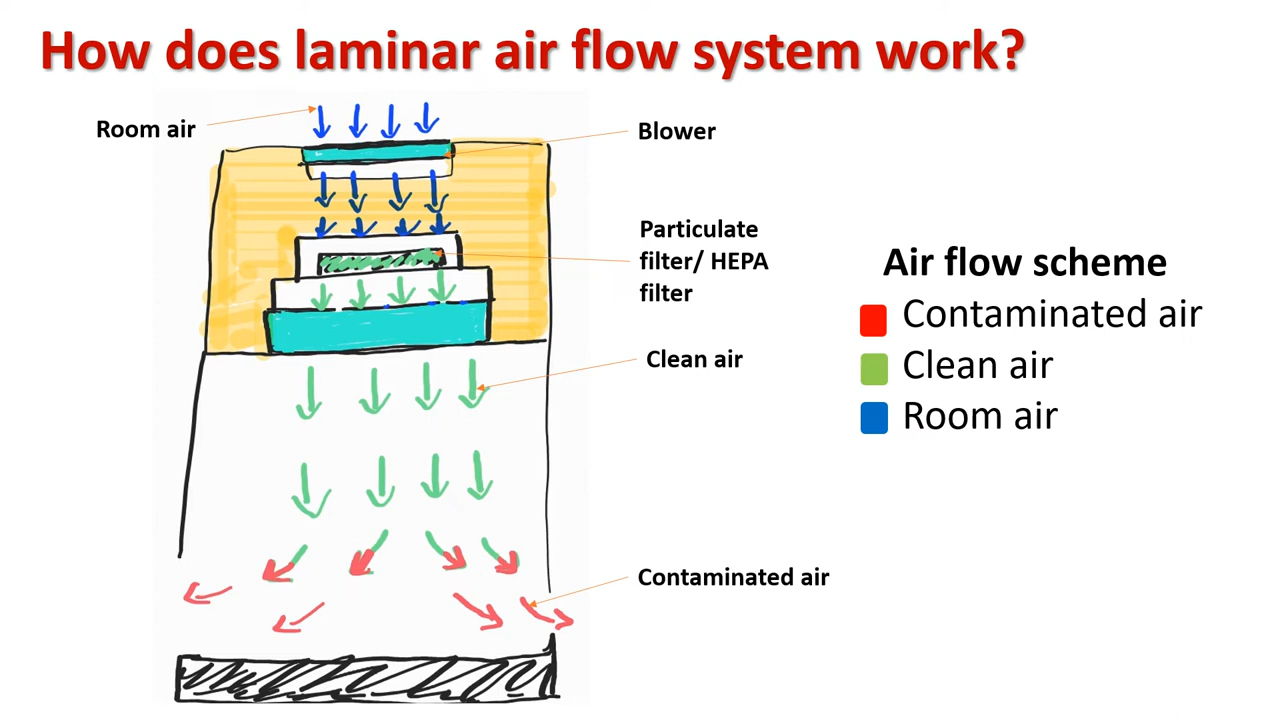 How does laminar air flow system work?
Room air
Blower
Particulate
filter/ HEPA
filter
Clean air
Contaminated air
Air flow scheme
Contaminated air
Clean air
Room air